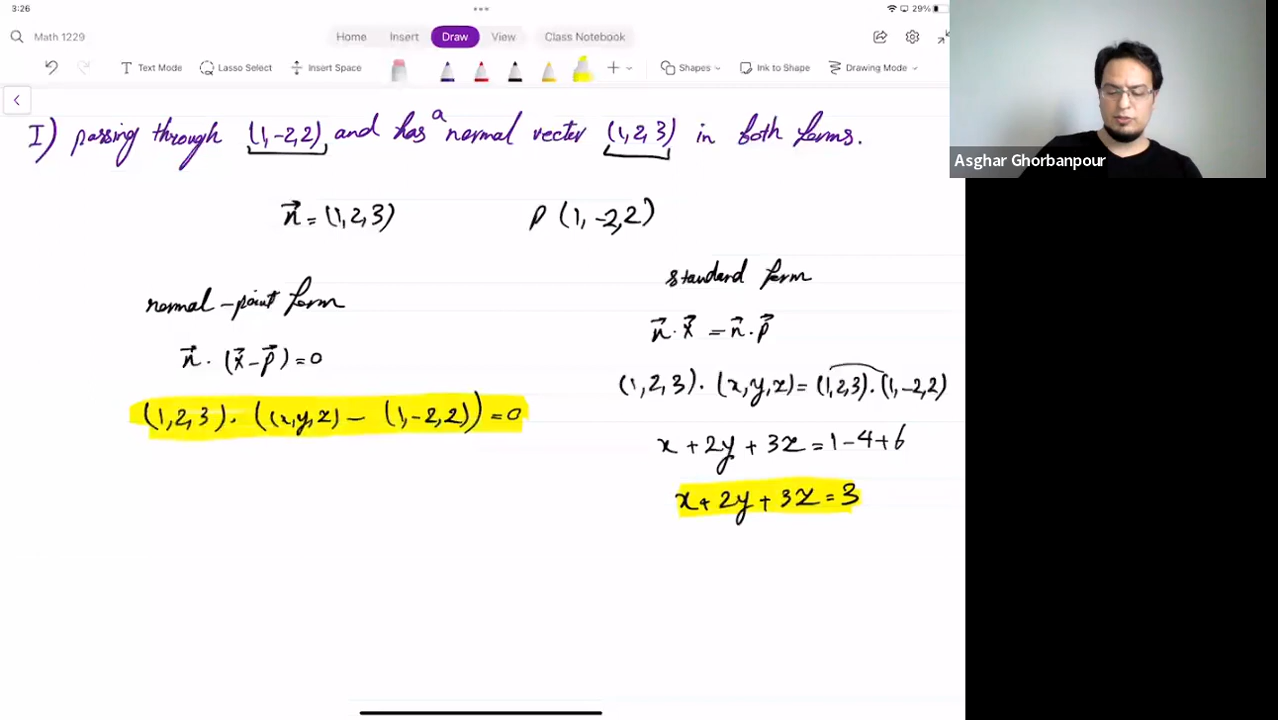 3:26
29%
Math 1229
Home Insert Draw View Class Notebook
Text Mode Lasso Select Insert Space Shapes Ink to Shape Drawing Mode
I) passing through (1,-2,2) and has a normal vector (1,2,3) in both forms.
n⃗ = (1,2,3) P (1,-2,2)
normal-point form
n⃗ · (x⃗ - p⃗) = 0
(1,2,3) · ((x,y,z) - (1,-2,2)) = 0
standard form
n⃗ · x⃗ = n⃗ · p⃗
(1,2,3) · (x,y,z) = (1,2,3) · (1,-2,2)
x + 2y + 3z = 1-4+6
x + 2y + 3z = 3
Asghar Ghorbanpour